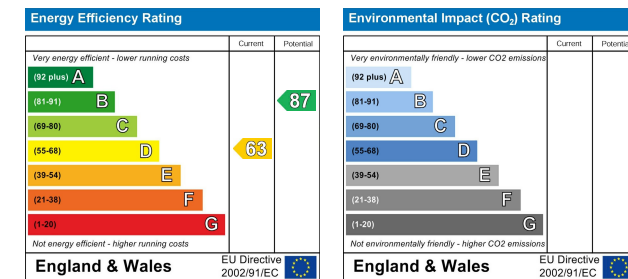 Energy Efficiency Rating
Current Potential
Very energy efficient - lower running costs
(92 plus) A
(81-91) B
87
(69-80) C
(55-68) D
63
(39-54) E
(21-38) F
(1-20) G
Not energy efficient - higher running costs
England & Wales
EU Directive
2002/91/EC
Environmental Impact (CO₂) Rating
Current Potentia
Very environmentally friendly - lower CO2 emissions
(92 plus) A
(81-91) B
(69-80) C
(55-68) D
(39-54) E
(21-38) F
(1-20) G
Not environmentally friendly - higher CO2 emissions
England & Wales
EU Directive
2002/91/EC